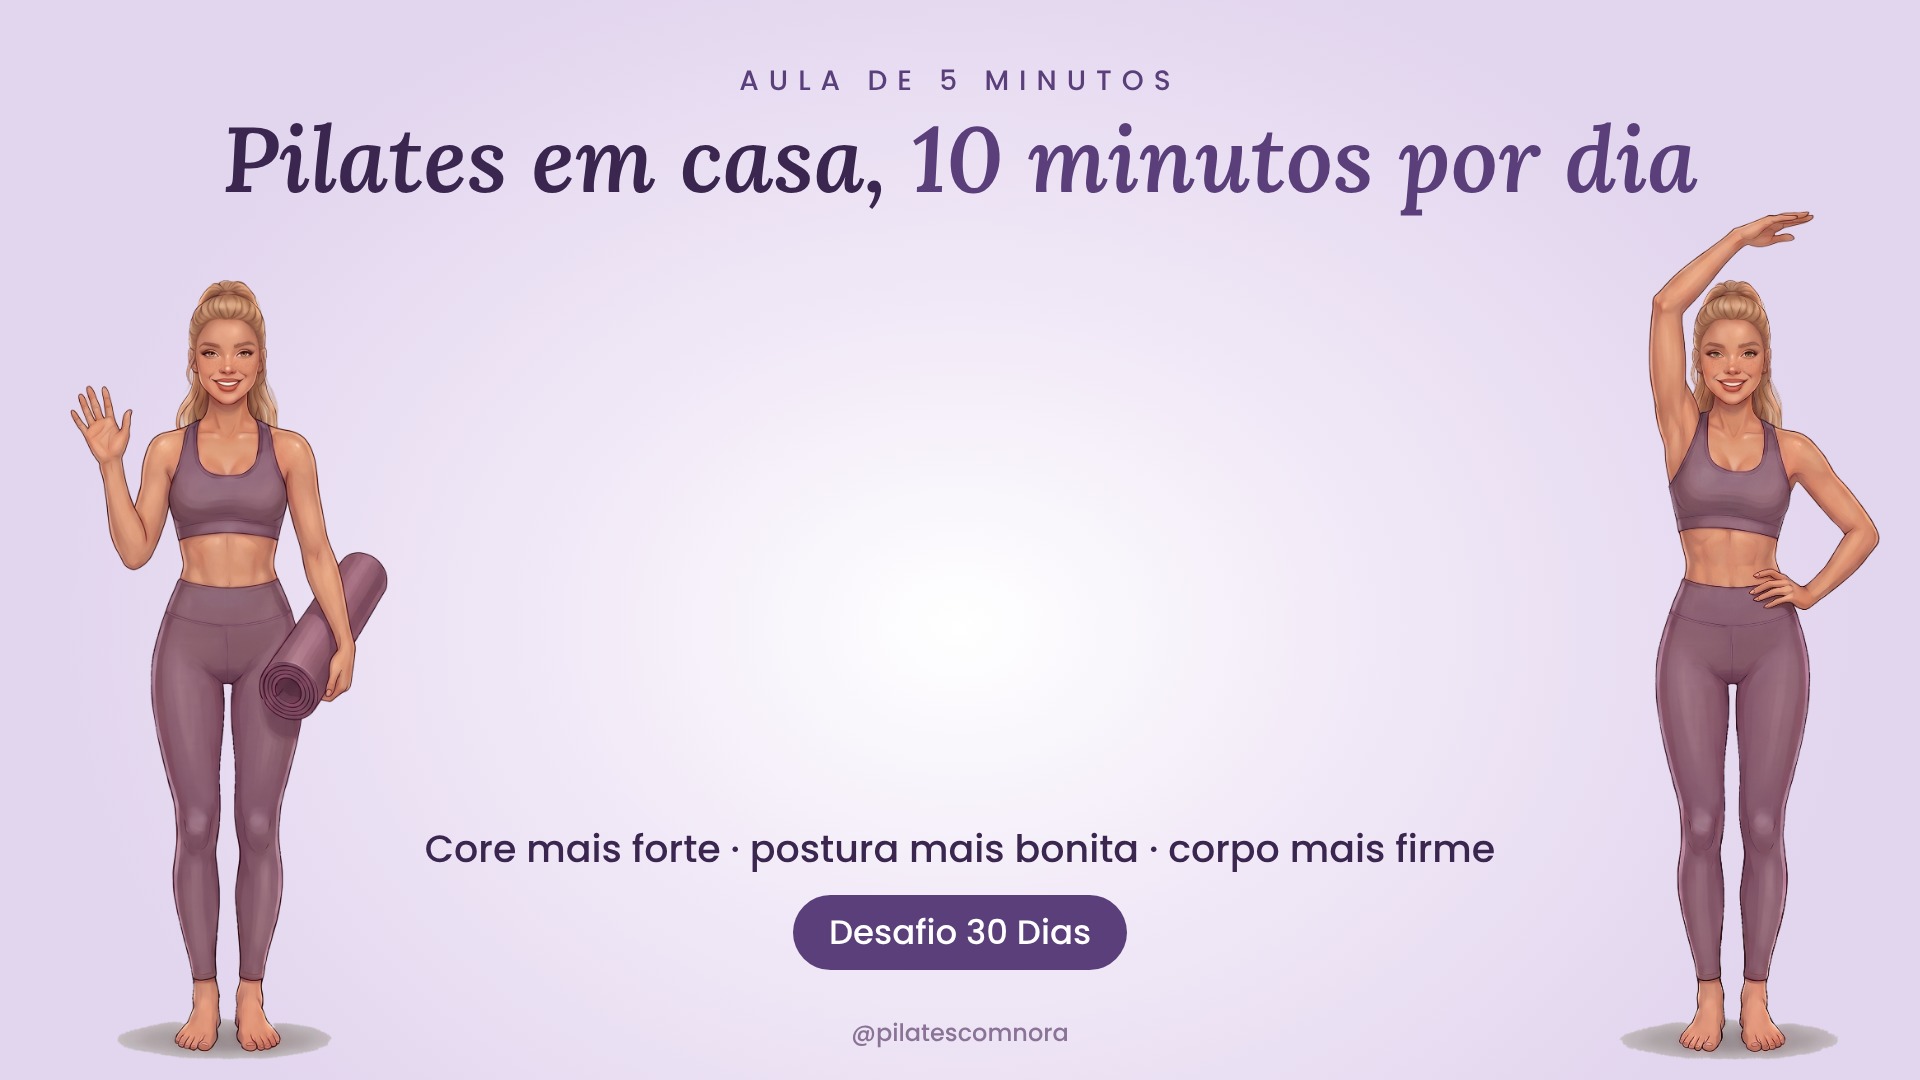 AULA DE 5 MINUTOS
Pilates em casa, 10 minutos por dia
Core mais forte · postura mais bonita · corpo mais firme
Desafio 30 Dias
@pilatescomnora